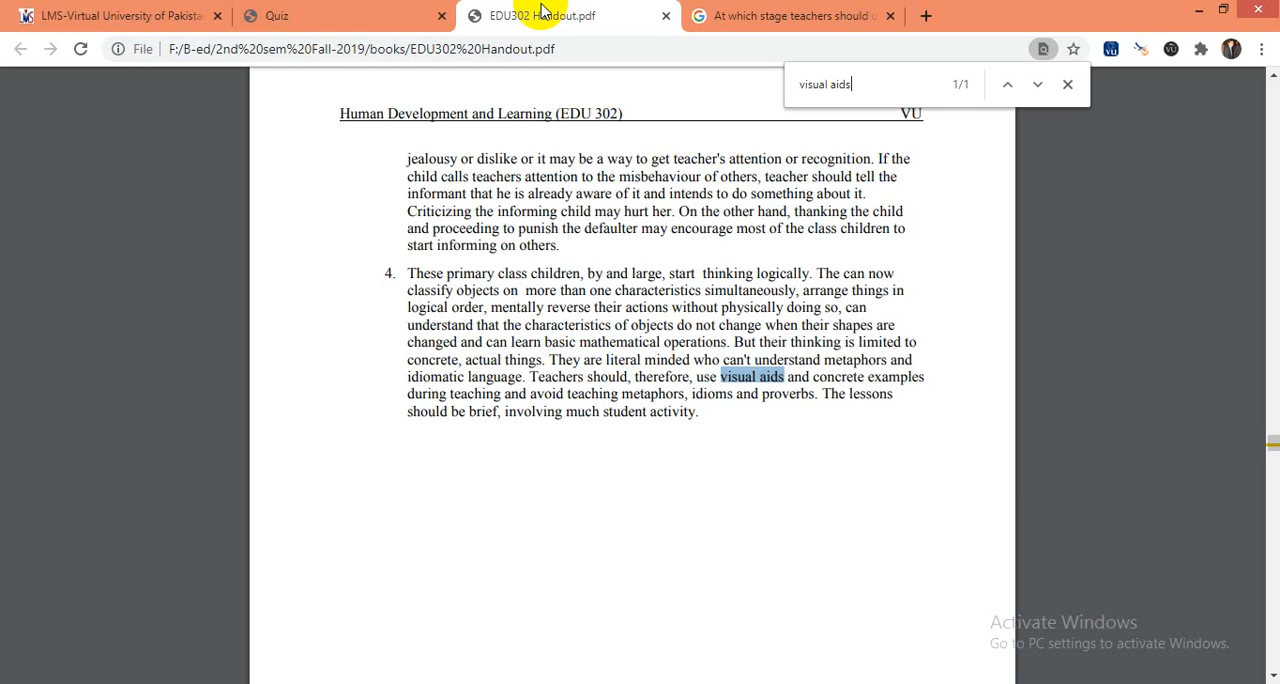 LMS-Virtual University of Pakista
Quiz
EDU302 H dout.pdf
At which stage teachers should
File
F:/B-ed/2nd%20sem%20Fall-2019/books/EDU302%20Handout.pdf
visual aids
1/1
Human Development and Learning (EDU 302) VU
jealousy or dislike or it may be a way to get teacher's attention or recognition. If the
child calls teachers attention to the misbehaviour of others, teacher should tell the
informant that he is already aware of it and intends to do something about it.
Criticizing the informing child may hurt her. On the other hand, thanking the child
and proceeding to punish the defaulter may encourage most of the class children to
start informing on others.
4. These primary class children, by and large, start thinking logically. The can now
classify objects on more than one characteristics simultaneously, arrange things in
logical order, mentally reverse their actions without physically doing so, can
understand that the characteristics of objects do not change when their shapes are
changed and can learn basic mathematical operations. But their thinking is limited to
concrete, actual things. They are literal minded who can't understand metaphors and
idiomatic language. Teachers should, therefore, use visual aids and concrete examples
during teaching and avoid teaching metaphors, idioms and proverbs. The lessons
should be brief, involving much student activity.
Activate Windows
Go to PC settings to activate Windows.